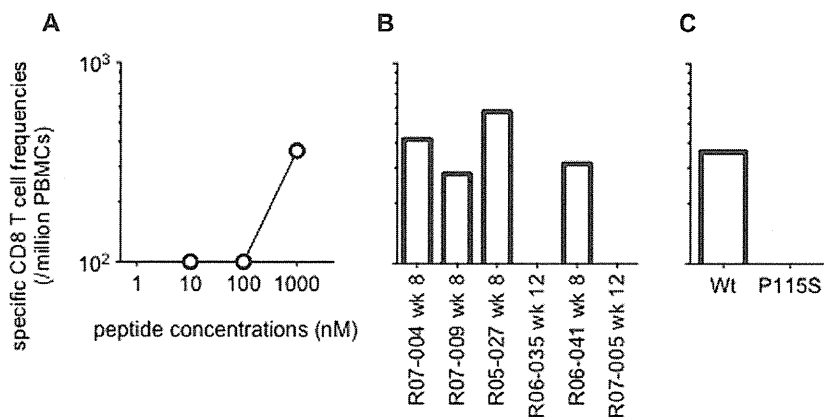 A
B
C
specific CD8 T cell frequencies
(/million PBMCs)
10³
10²
1 10 100 1000
peptide concentrations (nM)
R07-004 wk 8
R07-009 wk 8
R05-027 wk 8
R06-035 wk 12
R06-041 wk 8
R07-005 wk 12
Wt P115S